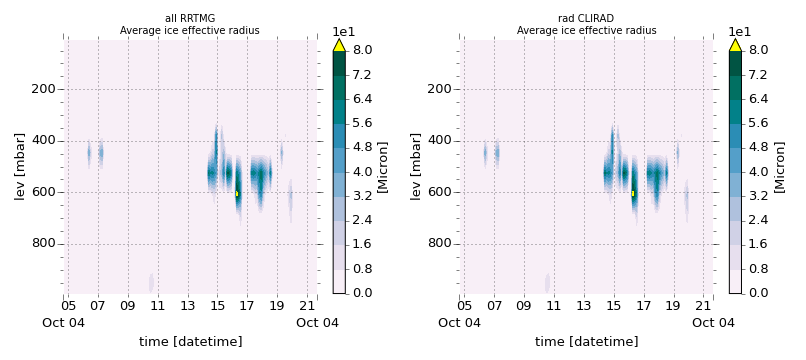 all RRTMG
Average ice effective radius
1e1
8.0
7.2
6.4
5.6
4.8
4.0
3.2
2.4
1.6
0.8
0.0
[Micron]
lev [mbar]
200
400
600
800
05 07 09 11 13 15 17 19 21
Oct 04 Oct 04
time [datetime]
rad CLIRAD
Average ice effective radius
1e1
8.0
7.2
6.4
5.6
4.8
4.0
3.2
2.4
1.6
0.8
0.0
[Micron]
lev [mbar]
200
400
600
800
05 07 09 11 13 15 17 19 21
Oct 04 Oct 04
time [datetime]